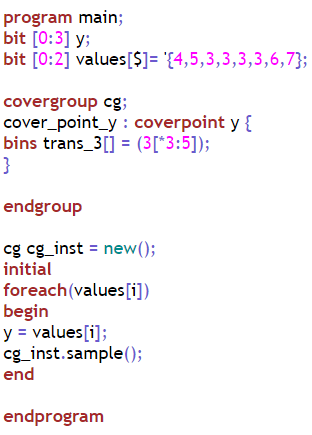 program main;
bit [0:3] y;
bit [0:2] values[$]= '{4,5,3,3,3,3,6,7};
covergroup cg;
cover_point_y : coverpoint y {
bins trans_3[] = (3[*3:5]);
}
endgroup
cg cg_inst = new();
initial
foreach(values[i])
begin
y = values[i];
cg_inst.sample();
end
endprogram